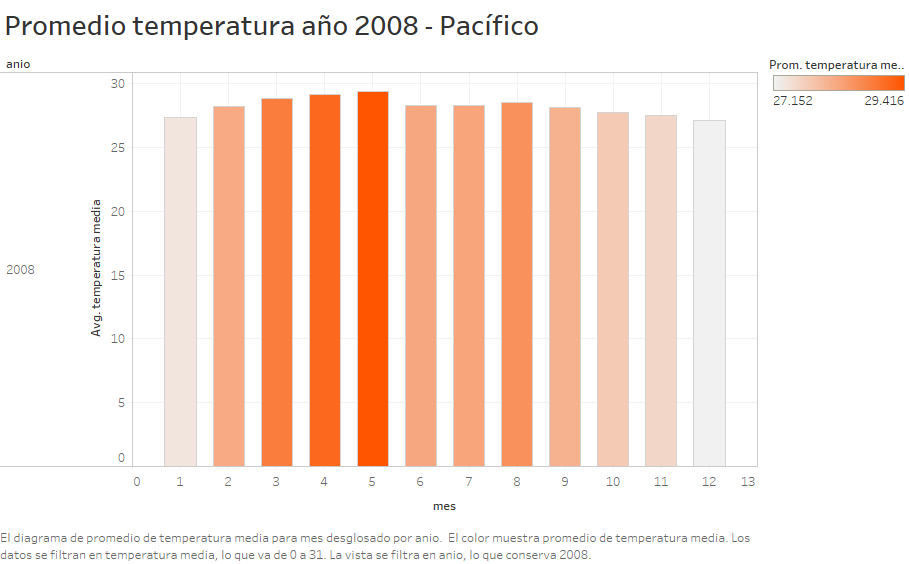 Promedio temperatura año 2008 - Pacífico
anio
Prom. temperatura me..
27.152 29.416
30
25
20
15
10
5
0
Avg. temperatura media
2008
0 1 2 3 4 5 6 7 8 9 10 11 12 13
mes
El diagrama de promedio de temperatura media para mes desglosado por anio. El color muestra promedio de temperatura media. Los
datos se filtran en temperatura media, lo que va de 0 a 31. La vista se filtra en anio, lo que conserva 2008.